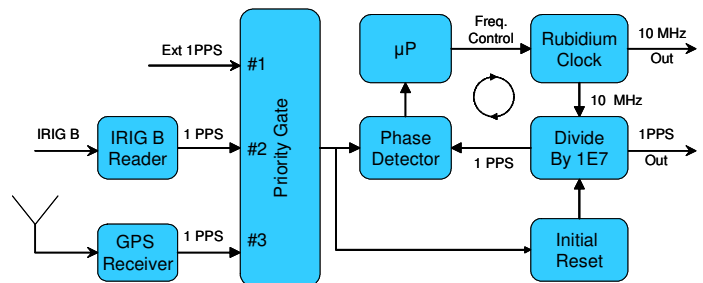 Ext 1PPS
#1
IRIG B
IRIG B
Reader
1 PPS
#2
GPS
Receiver
1 PPS
#3
Priority Gate
µP
Freq.
Control
Rubidium
Clock
10 MHz
Out
10 MHz
Phase
Detector
1 PPS
Divide
By 1E7
1PPS
Out
Initial
Reset